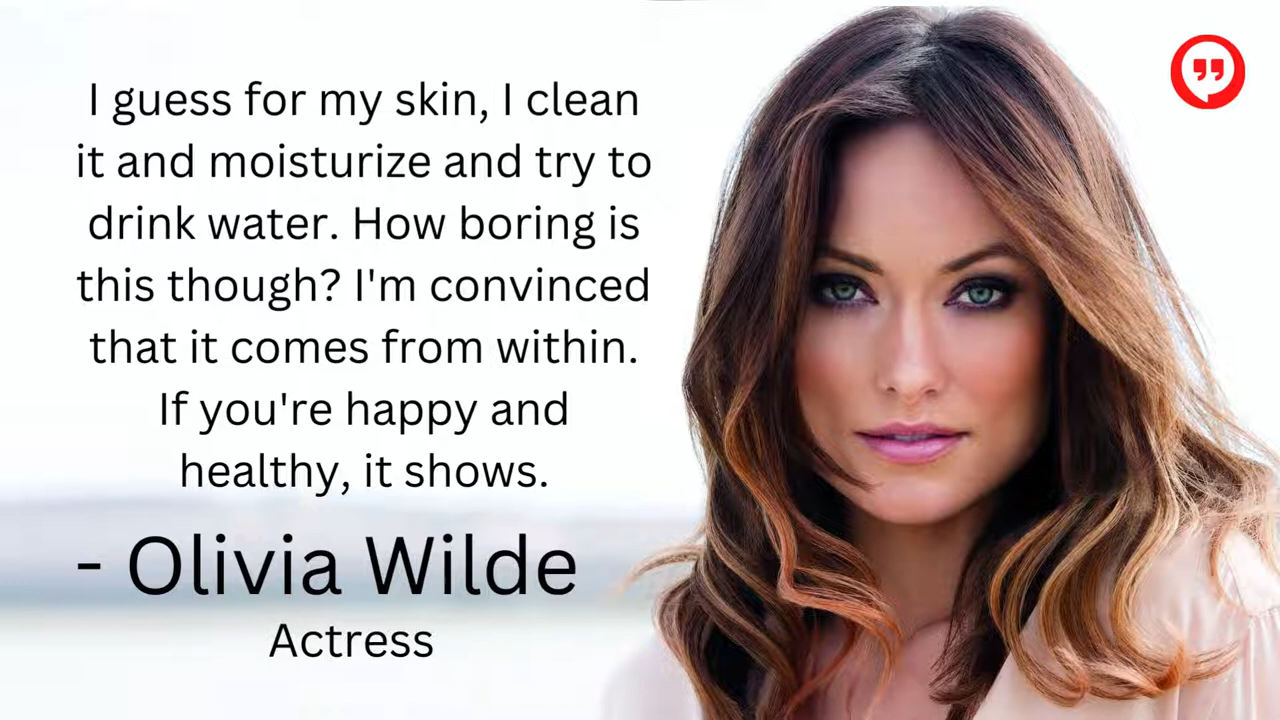 I guess for my skin, I clean
it and moisturize and try to
drink water. How boring is
this though? I'm convinced
that it comes from within.
If you're happy and
healthy, it shows.
- Olivia Wilde
Actress